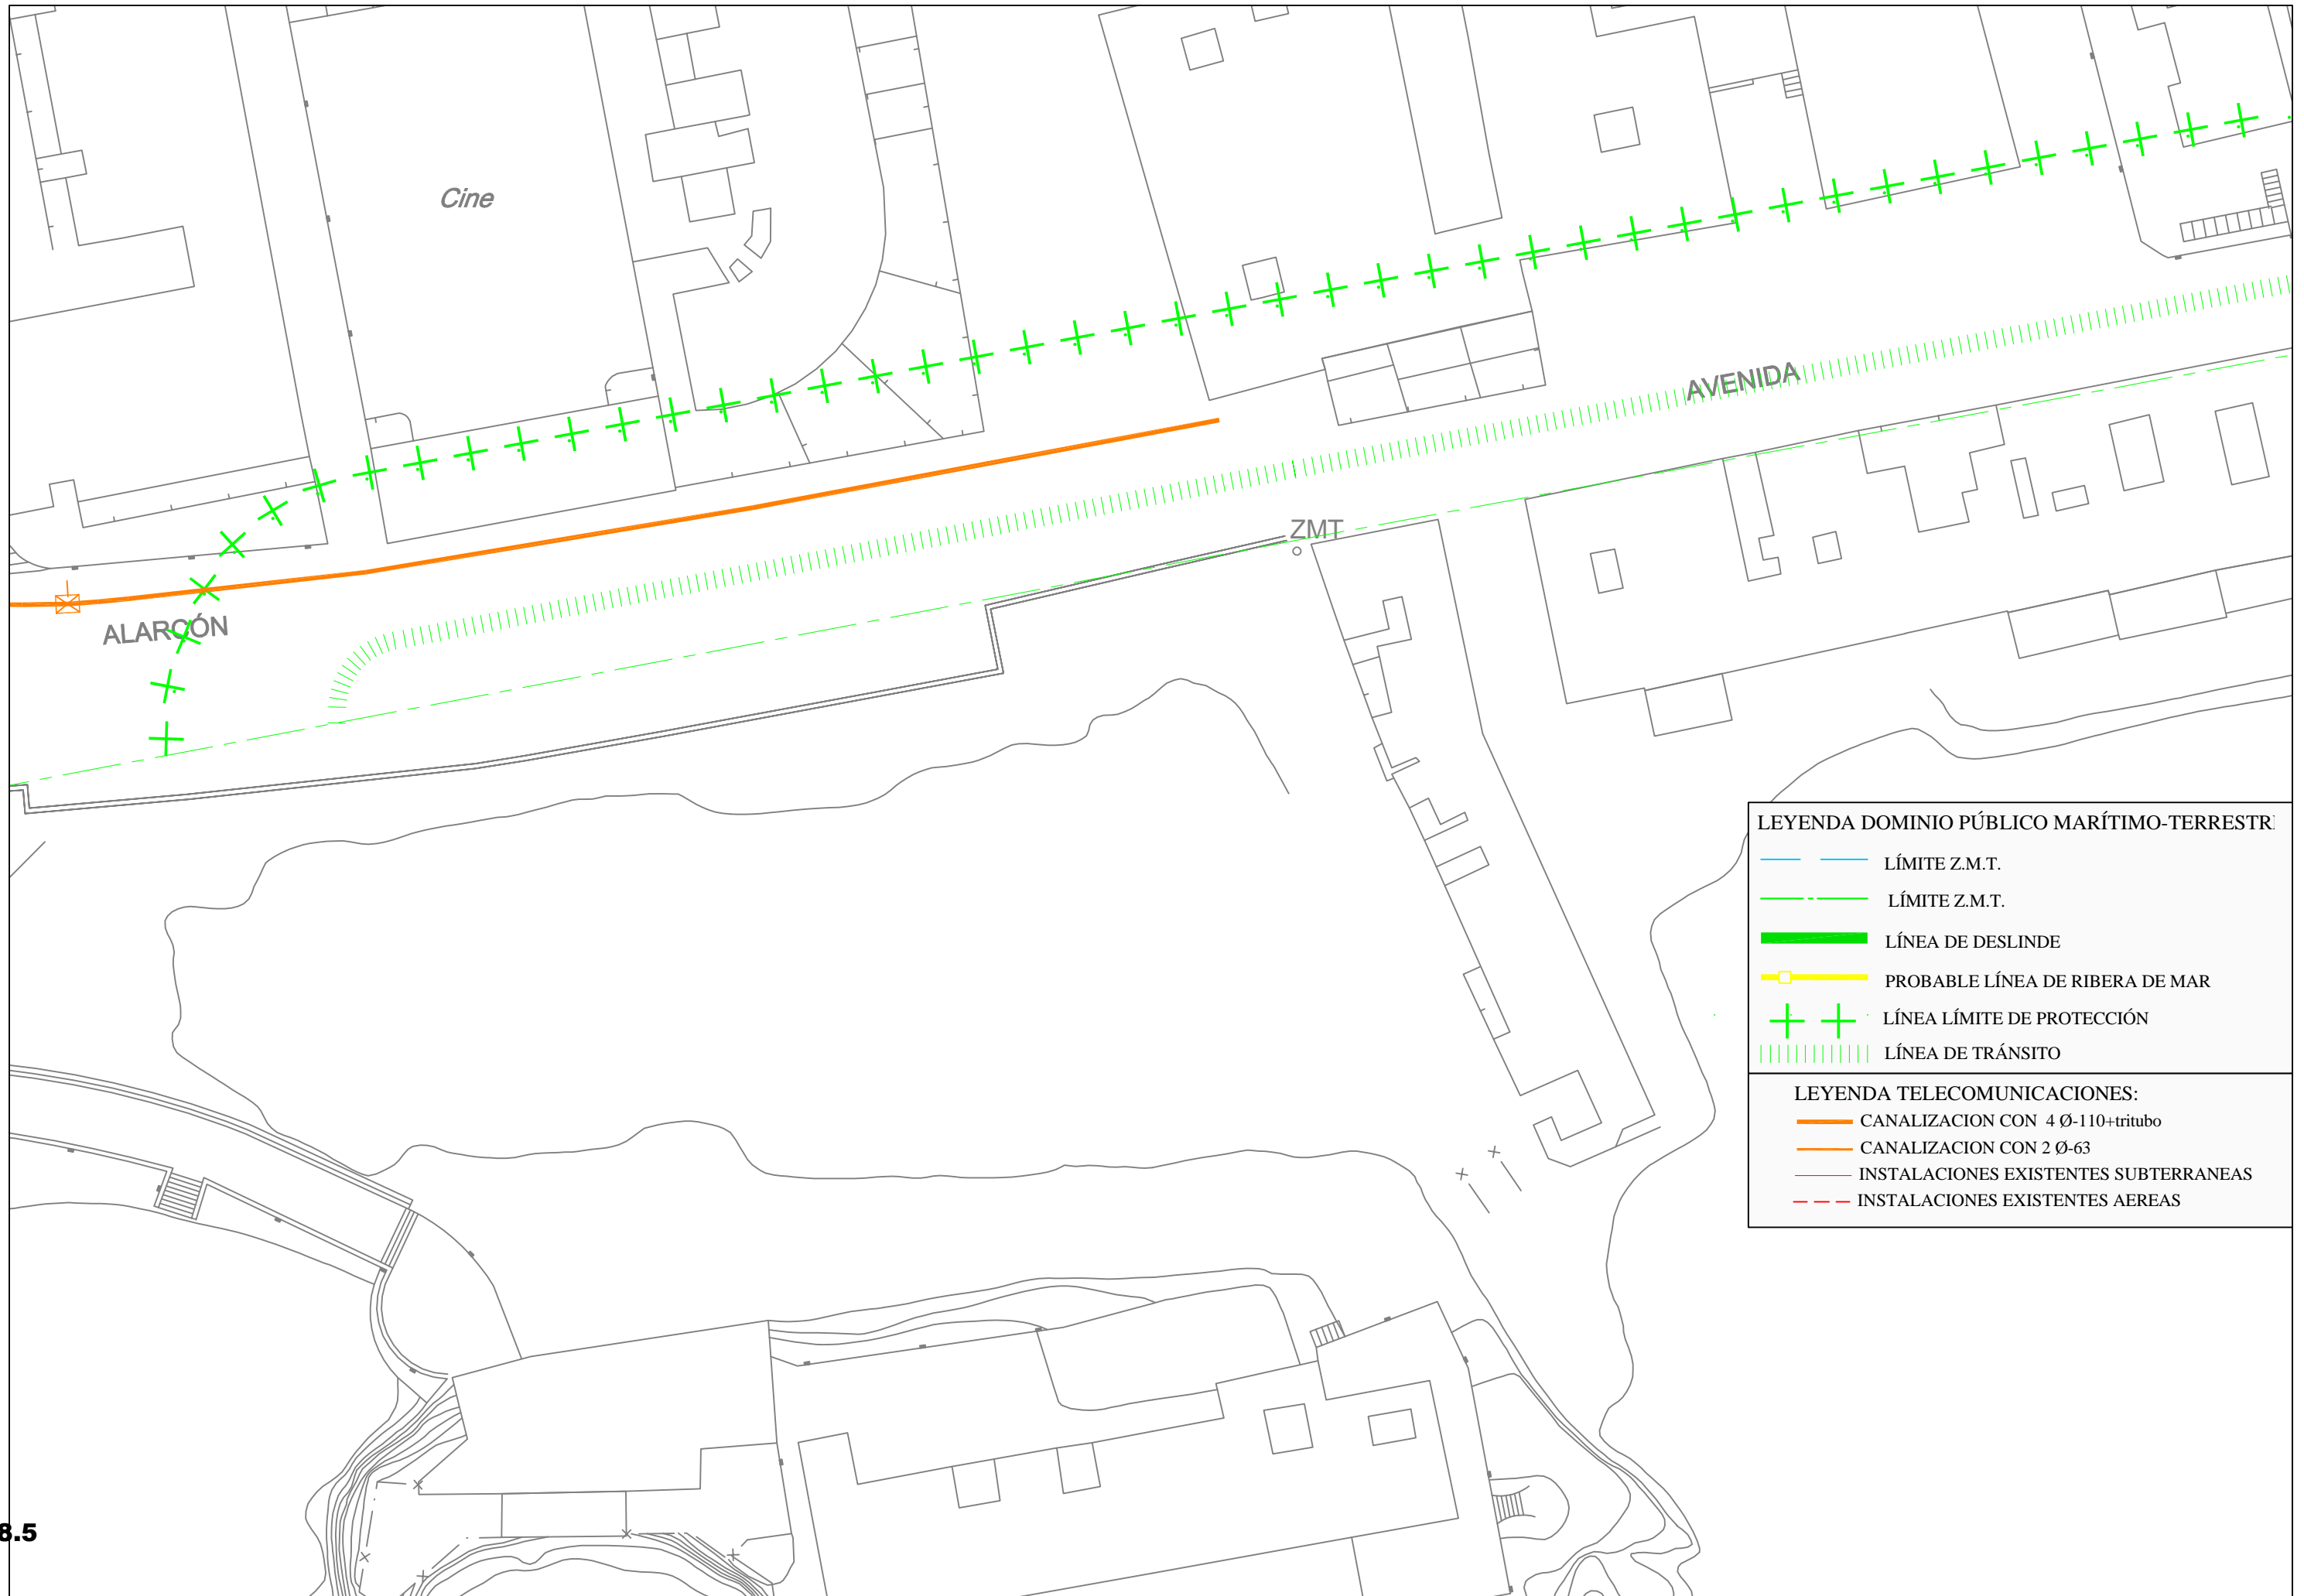 Cine
AVENIDA
ZMT
ALARCÓN
LEYENDA DOMINIO PÚBLICO MARÍTIMO-TERRESTR
LÍMITE Z.M.T.
LÍMITE Z.M.T.
LÍNEA DE DESLINDE
PROBABLE LÍNEA DE RIBERA DE MAR
LÍNEA LÍMITE DE PROTECCIÓN
LÍNEA DE TRÁNSITO
LEYENDA TELECOMUNICACIONES:
CANALIZACION CON 4 Ø-110+tritubo
CANALIZACION CON 2 Ø-63
INSTALACIONES EXISTENTES SUBTERRANEAS
INSTALACIONES EXISTENTES AEREAS
8.5